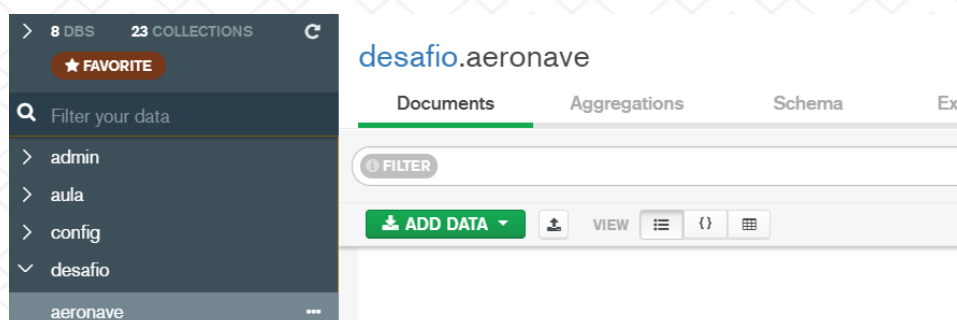 8 DBS 23 COLLECTIONS
FAVORITE
Filter your data
admin
aula
config
desafio
aeronave
desafio.aeronave
Documents Aggregations Schema Ex
FILTER
ADD DATA VIEW {}